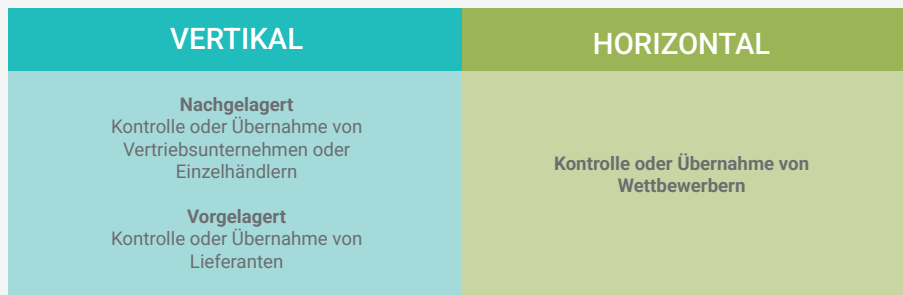 VERTIKAL
Nachgelagert
Kontrolle oder Übernahme von
Vertriebsunternehmen oder
Einzelhändlern
Vorgelagert
Kontrolle oder Übernahme von
Lieferanten
HORIZONTAL
Kontrolle oder Übernahme von
Wettbewerbern